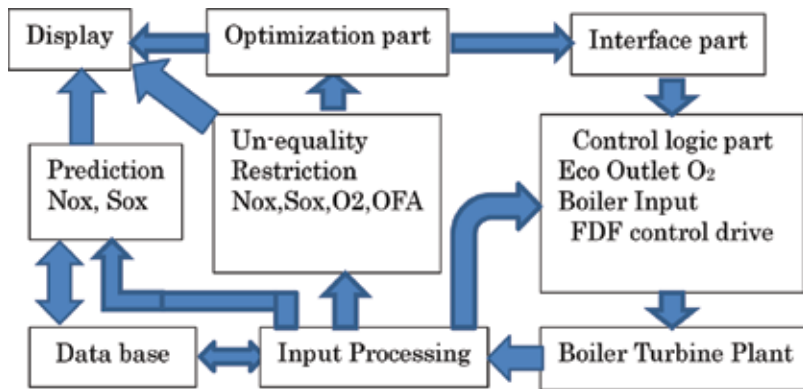 Display
Optimization part
Interface part
Prediction
Nox, Sox
Un-equality
Restriction
Nox,Sox,O2,OFA
Control logic part
Eco Outlet O₂
Boiler Input
FDF control drive
Data base
Input Processing
Boiler Turbine Plant